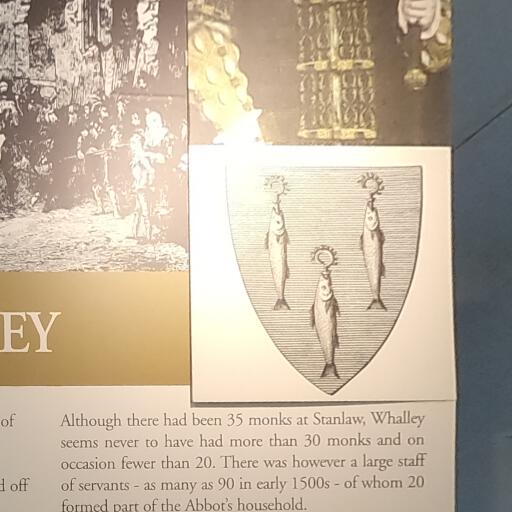 EY
of
d off
Although there had been 35 monks at Stanlaw, Whalley
seems never to have had more than 30 monks and on
occasion fewer than 20. There was however a large staff
of servants - as many as 90 in early 1500s - of whom 20
formed part of the Abbot's household.